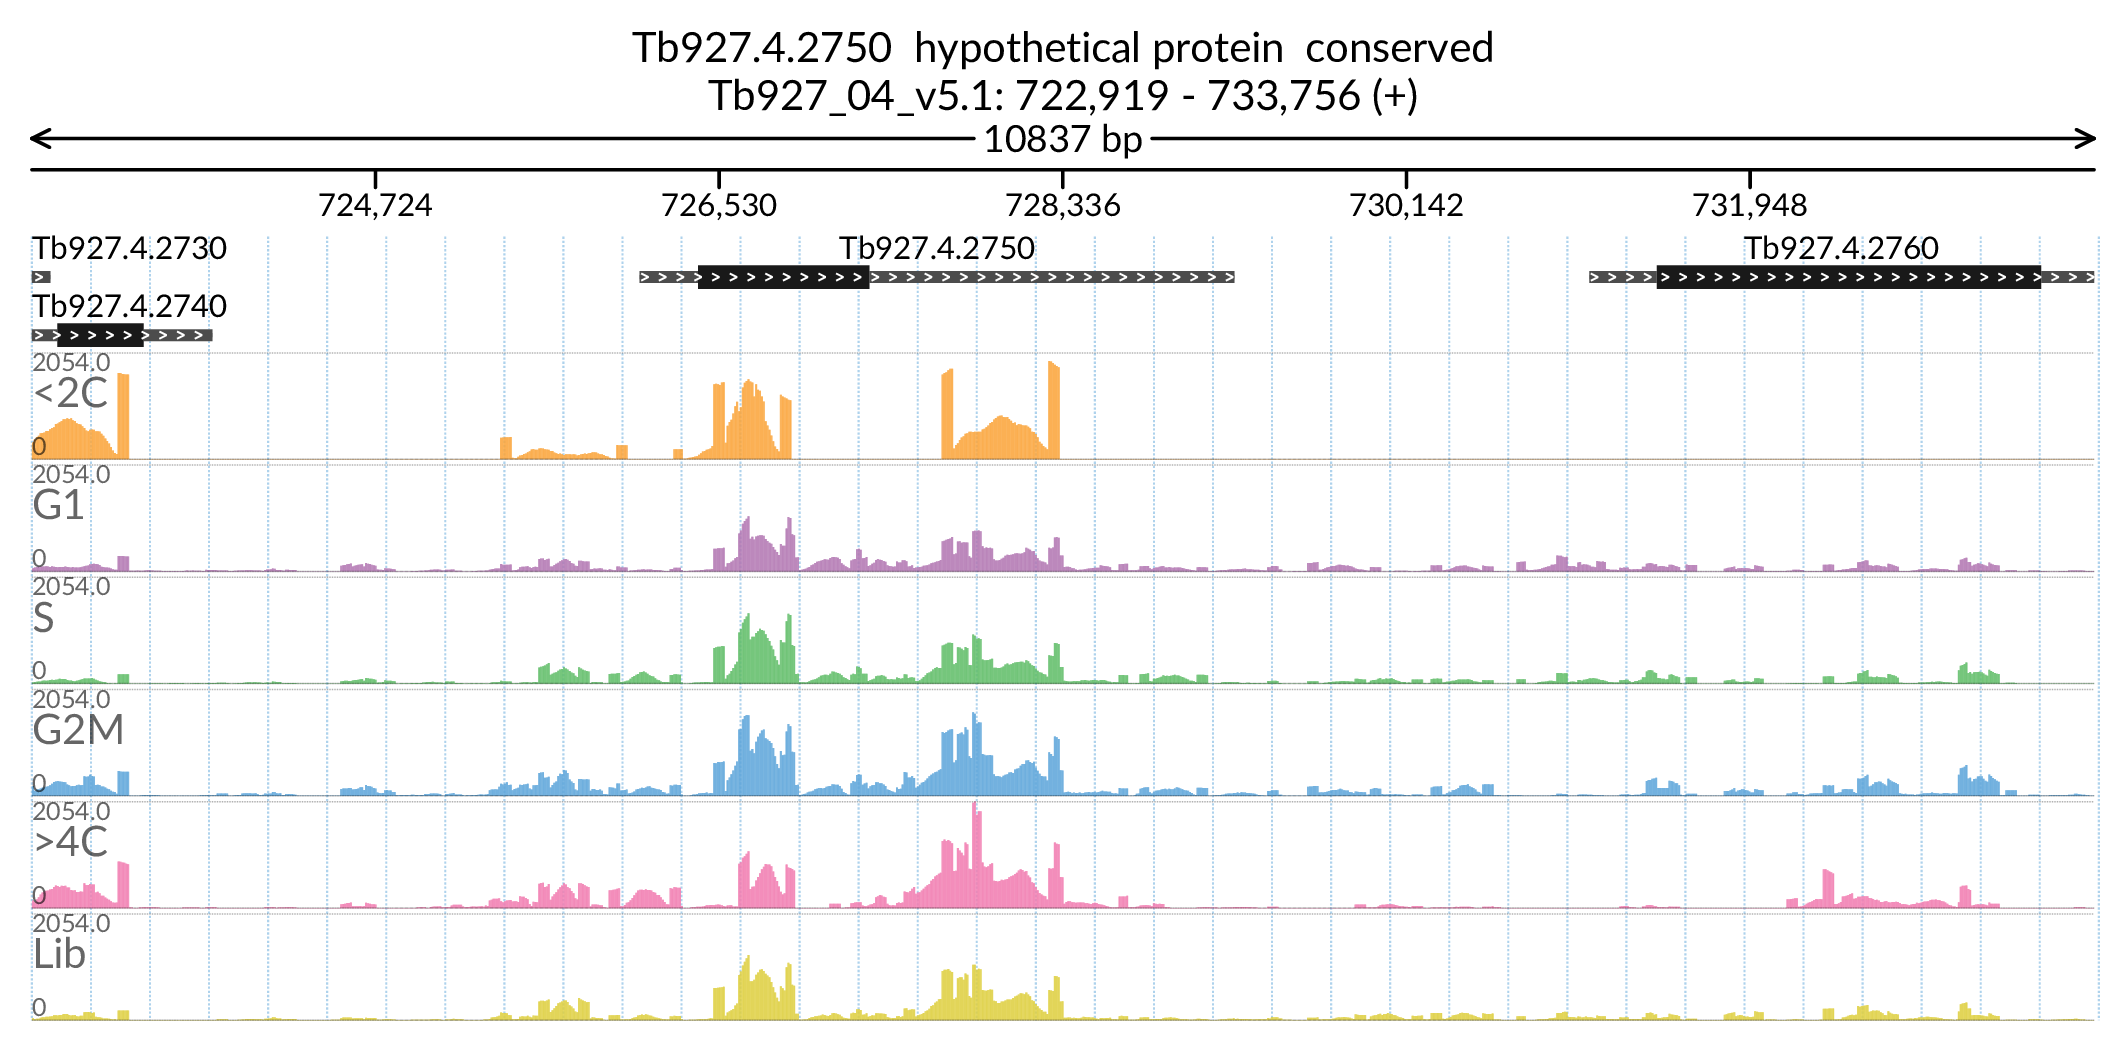 Tb927.4.2750  hypothetical protein  conserved
Tb927_04_v5.1: 722,919 - 733,756 (+)
10837 bp
724,724 726,530 728,336 730,142 731,948
Tb927.4.2730 Tb927.4.2750 Tb927.4.2760
Tb927.4.2740
2054.0
<2C
0
2054.0
G1
0
2054.0
S
0
2054.0
G2M
0
2054.0
>4C
0
2054.0
Lib
0